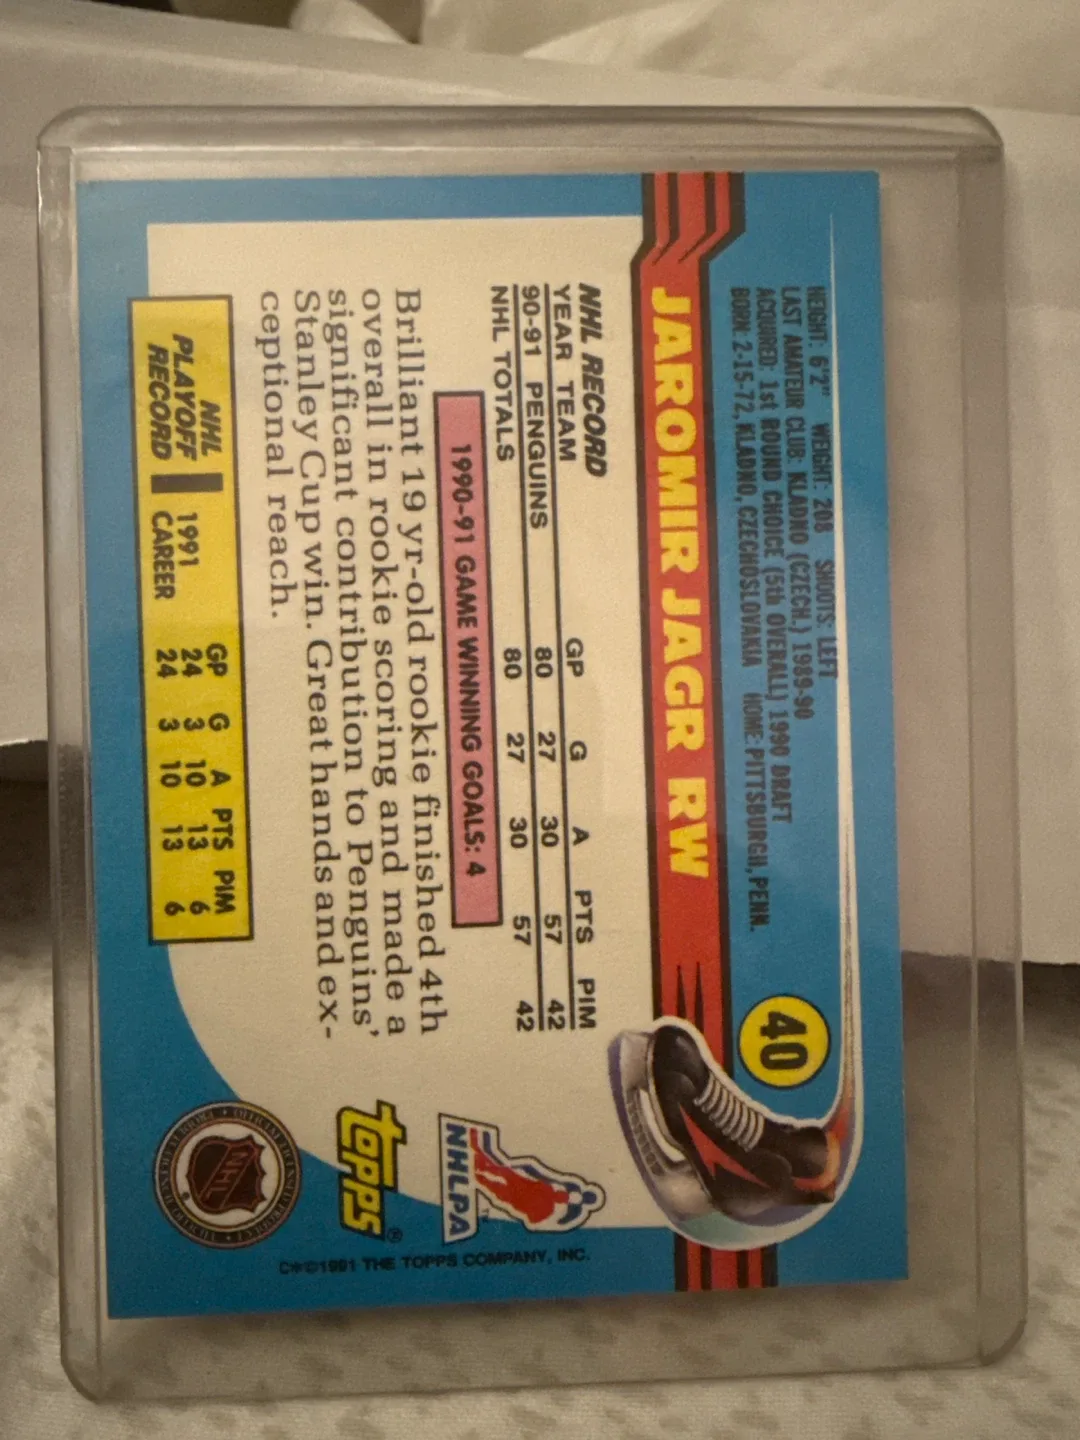 HEIGHT: 6'2" WEIGHT: 208 SHOOTS: LEFT
LAST AMATEUR CLUB: KLADNO (CZECH.) 1989-90
ACQUIRED: 1st ROUND CHOICE (5th OVERALL) 1990 DRAFT
BORN: 2-15-72, KLADNO, CZECHOSLOVAKIA HOME: PITTSBURGH, PENN.
40
JAROMIR JAGR RW
NHL RECORD
YEAR TEAM GP G A PTS PIM
90-91 PENGUINS 80 27 30 57 42
NHL TOTALS 80 27 30 57 42
1990-91 GAME WINNING GOALS: 4
Brilliant 19 yr-old rookie finished 4th
overall in rookie scoring and made a
significant contribution to Penguins'
Stanley Cup win. Great hands and ex-
ceptional reach.
NHL
PLAYOFF
RECORD
GP G A PTS PIM
1991 24 3 10 13 6
CAREER 24 3 10 13 6
NHLPA
TM
topps®
NHL
OFFICIAL LICENSED PRODUCT
C*©1991 THE TOPPS COMPANY, INC.